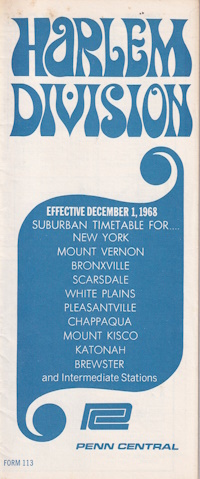 HARLEM
DIVISION
EFFECTIVE DECEMBER 1, 1968
SUBURBAN TIMETABLE FOR.....
NEW YORK
MOUNT VERNON
BRONXVILLE
SCARSDALE
WHITE PLAINS
PLEASANTVILLE
CHAPPAQUA
MOUNT KISCO
KATONAH
BREWSTER
and Intermediate Stations
PENN CENTRAL
FORM 113